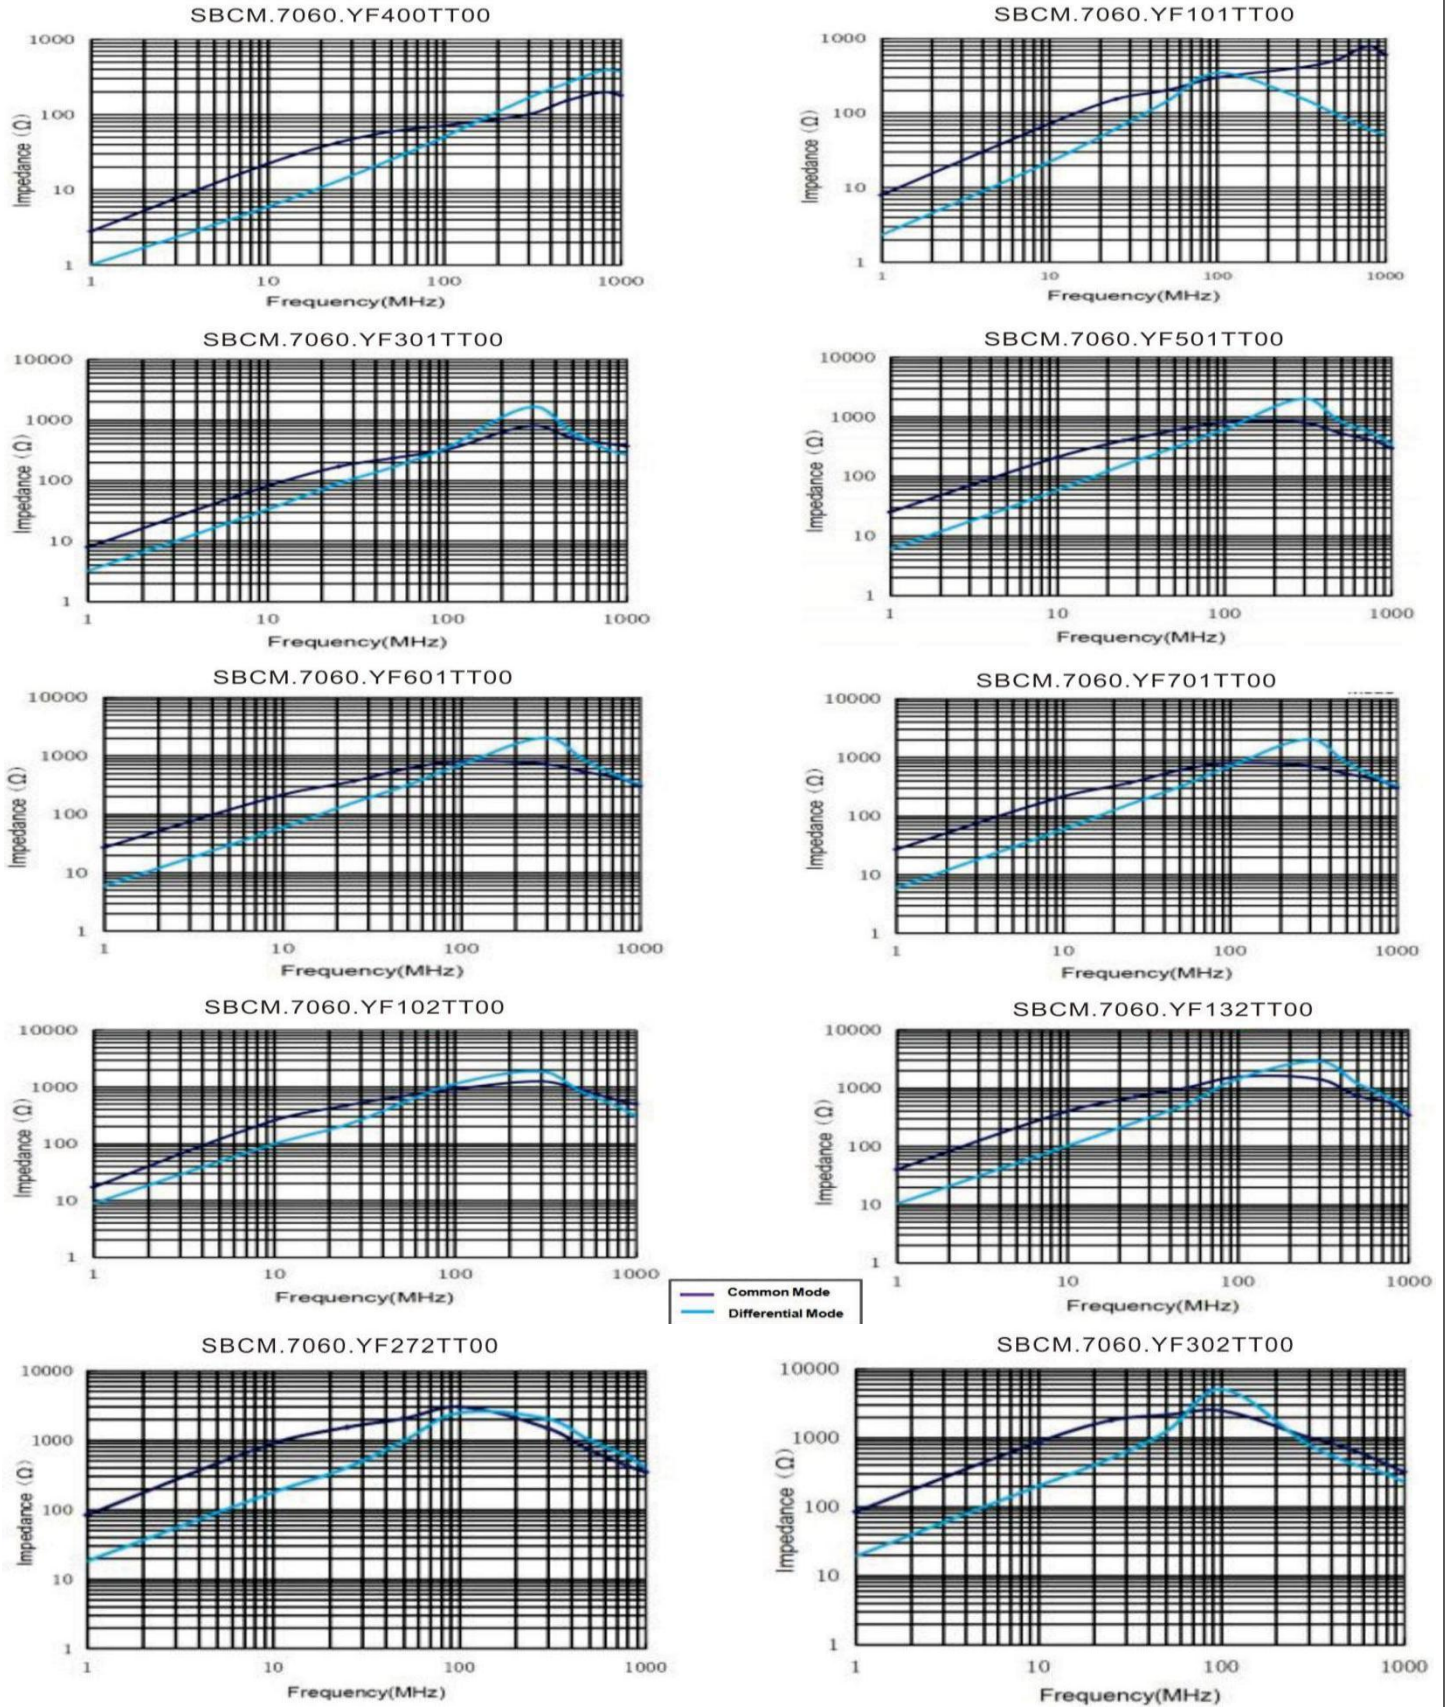 SBCM.7060.YF400TT00
1000
100
10
1
Impedance (Ω)
1 10 100 1000
Frequency(MHz)
SBCM.7060.YF101TT00
1000
100
10
1
Impedance (Ω)
1 10 100 1000
Frequency(MHz)
SBCM.7060.YF301TT00
10000
1000
100
10
1
Impedance (Ω)
1 10 100 1000
Frequency(MHz)
SBCM.7060.YF501TT00
10000
1000
100
10
1
Impedance (Ω)
1 10 100 1000
Frequency(MHz)
SBCM.7060.YF601TT00
10000
1000
100
10
1
Impedance (Ω)
1 10 100 1000
Frequency(MHz)
SBCM.7060.YF701TT00
10000
1000
100
10
1
Impedance (Ω)
1 10 100 1000
Frequency(MHz)
SBCM.7060.YF102TT00
10000
1000
100
10
1
Impedance (Ω)
1 10 100 1000
Frequency(MHz)
SBCM.7060.YF132TT00
10000
1000
100
10
1
Impedance (Ω)
1 10 100 1000
Frequency(MHz)
Common Mode
Differential Mode
SBCM.7060.YF272TT00
10000
1000
100
10
1
Impedance (Ω)
1 10 100 1000
Frequency(MHz)
SBCM.7060.YF302TT00
10000
1000
100
10
1
Impedance (Ω)
1 10 100 1000
Frequency(MHz)